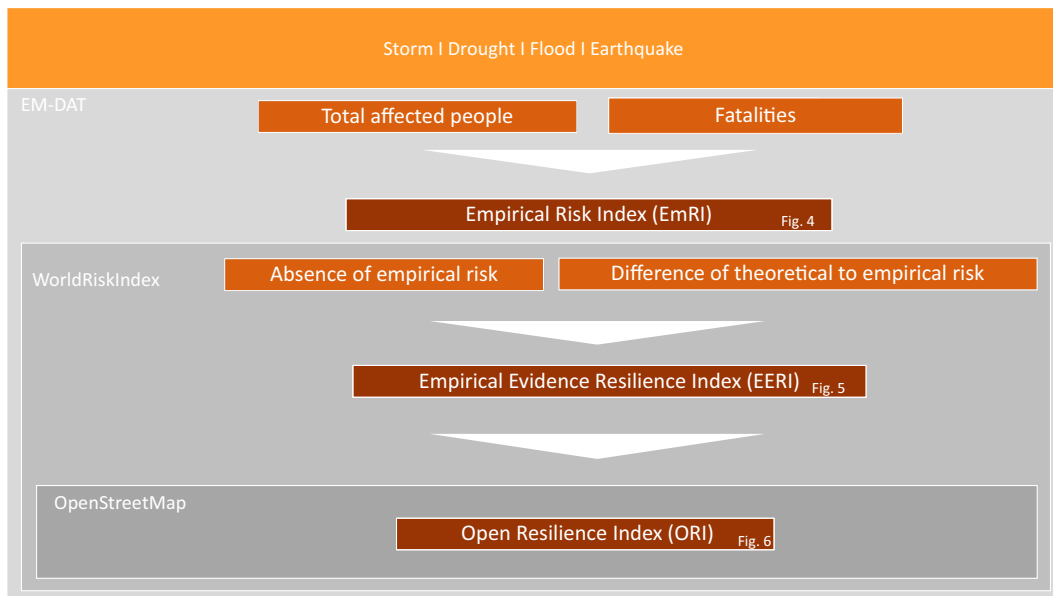 Storm I Drought I Flood I Earthquake
EM-DAT
Total affected people
Fatalities
Empirical Risk Index (EmRI) Fig. 4
WorldRiskIndex
Absence of empirical risk
Difference of theoretical to empirical risk
Empirical Evidence Resilience Index (EERI) Fig. 5
OpenStreetMap
Open Resilience Index (ORI) Fig. 6